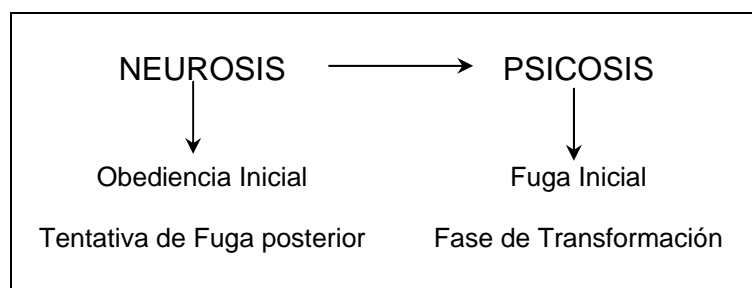 NEUROSIS PSICOSIS
Obediencia Inicial Fuga Inicial
Tentativa de Fuga posterior Fase de Transformación